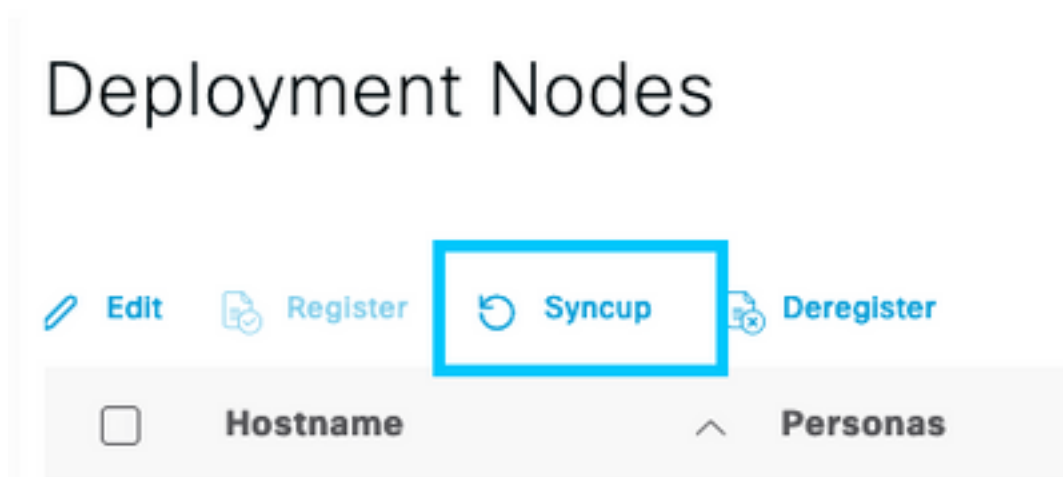 Deployment Nodes
Edit Register Syncup Deregister
Hostname Personas